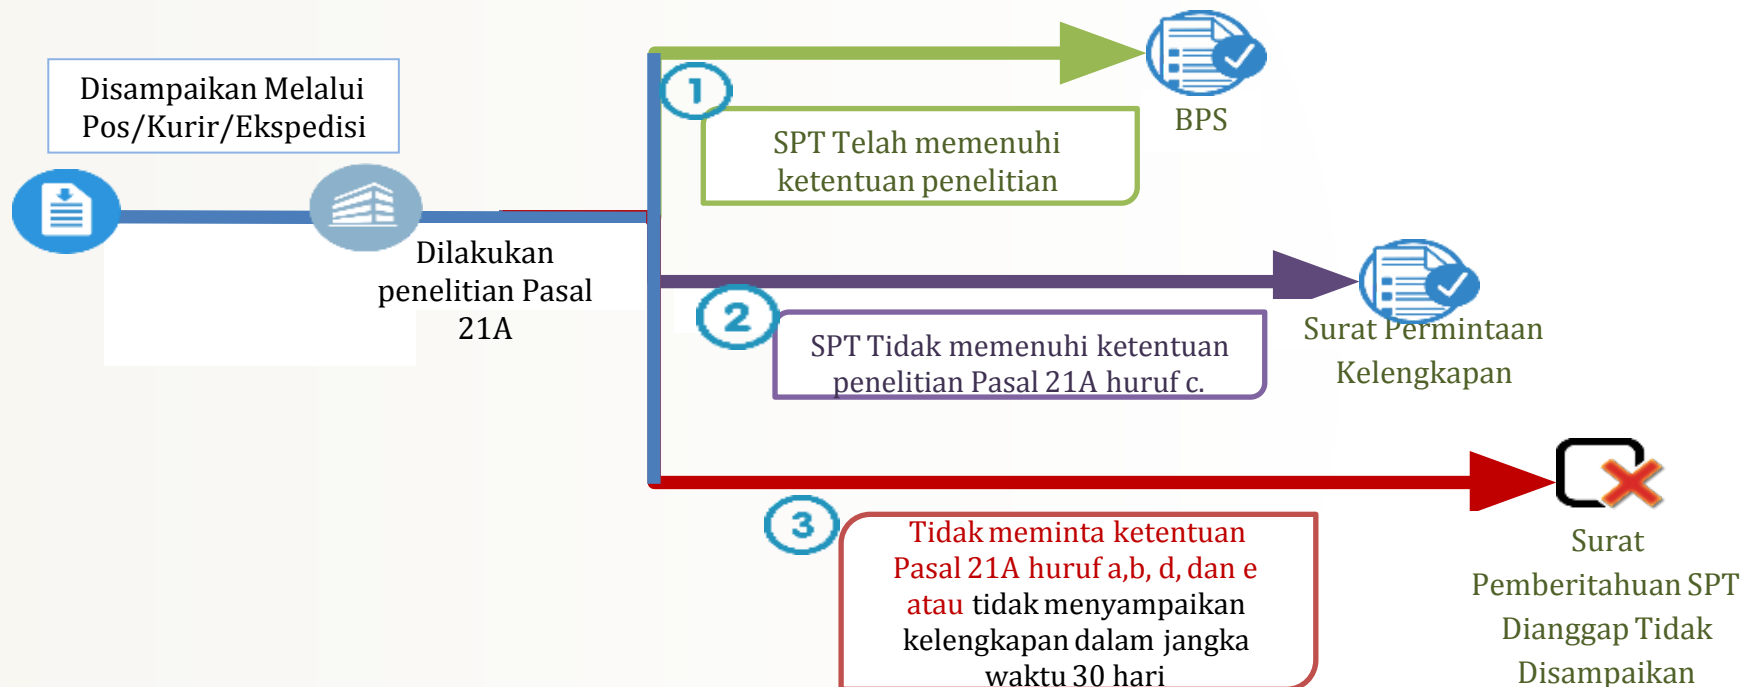 Disampaikan Melalui
Pos/Kurir/Ekspedisi
Dilakukan
penelitian Pasal
21A
1
SPT Telah memenuhi
ketentuan penelitian
BPS
2
SPT Tidak memenuhi ketentuan
penelitian Pasal 21A huruf c.
Surat Permintaan
Kelengkapan
3
Tidak meminta ketentuan
Pasal 21A huruf a,b, d, dan e
atau tidak menyampaikan
kelengkapan dalam jangka
waktu 30 hari
Surat
Pemberitahuan SPT
Dianggap Tidak
Disampaikan